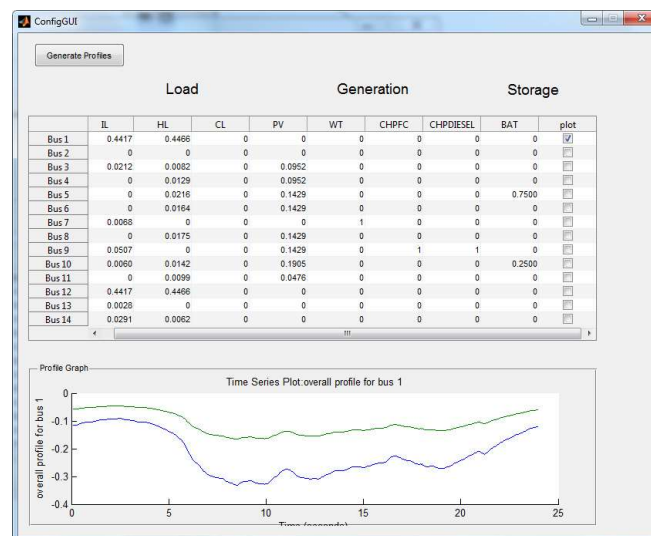 ConfigGUI
Generate Profiles
Load Generation Storage
IL HL CL PV WT CHPFC CHPDIESEL BAT plot
Bus 1 0.4417 0.4466 0 0 0 0 0 0
Bus 2 0 0 0 0 0 0 0 0
Bus 3 0.0212 0.0082 0 0.0952 0 0 0 0
Bus 4 0 0.0129 0 0.0952 0 0 0 0
Bus 5 0 0.0216 0 0.1429 0 0 0 0.7500
Bus 6 0 0.0164 0 0.1429 0 0 0 0
Bus 7 0.0068 0 0 0 1 0 0 0
Bus 8 0 0.0175 0 0.1429 0 0 0 0
Bus 9 0.0507 0 0 0.1429 0 1 1 0
Bus 10 0.0060 0.0142 0 0.1905 0 0 0 0.2500
Bus 11 0 0.0099 0 0.0476 0 0 0 0
Bus 12 0.4417 0.4466 0 0 0 0 0 0
Bus 13 0.0028 0 0 0 0 0 0 0
Bus 14 0.0291 0.0062 0 0 0 0 0 0
Profile Graph
Time Series Plot:overall profile for bus 1
overall profile for bus 1
0
-0.1
-0.2
-0.3
-0.4
0 5 10 15 20 25
Time (seconds)